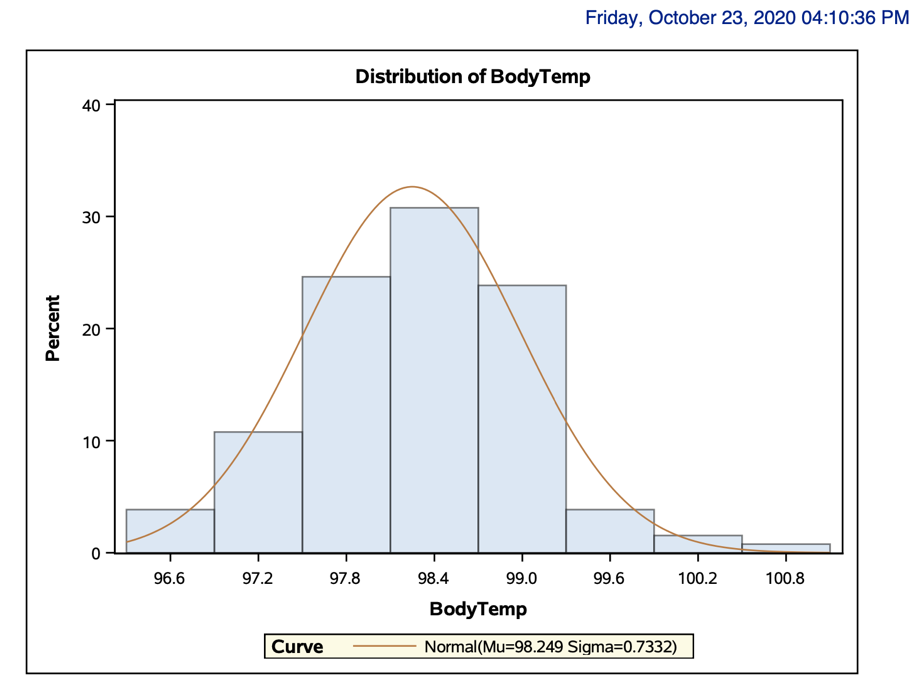 Friday, October 23, 2020 04:10:36 PM
Distribution of BodyTemp
40
30
20
10
0
Percent
96.6 97.2 97.8 98.4 99.0 99.6 100.2 100.8
BodyTemp
Curve Normal(Mu=98.249 Sigma=0.7332)